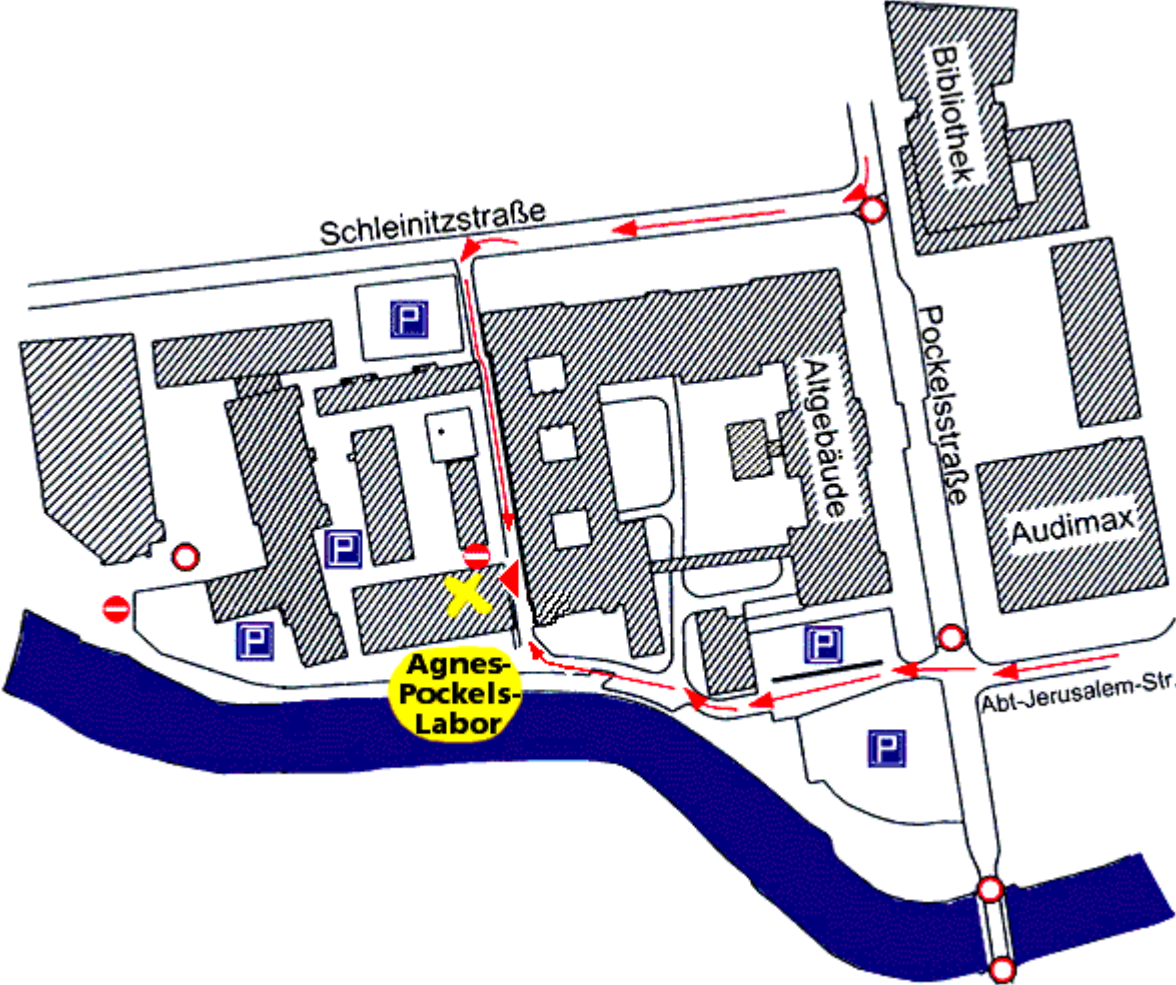 Bibliothek
Schleinitzstraße
P
Pockelsstraße
Altgebäude
Audimax
P
P
P
Agnes-
Pockels-
Labor
Abt-Jerusalem-Str.
P